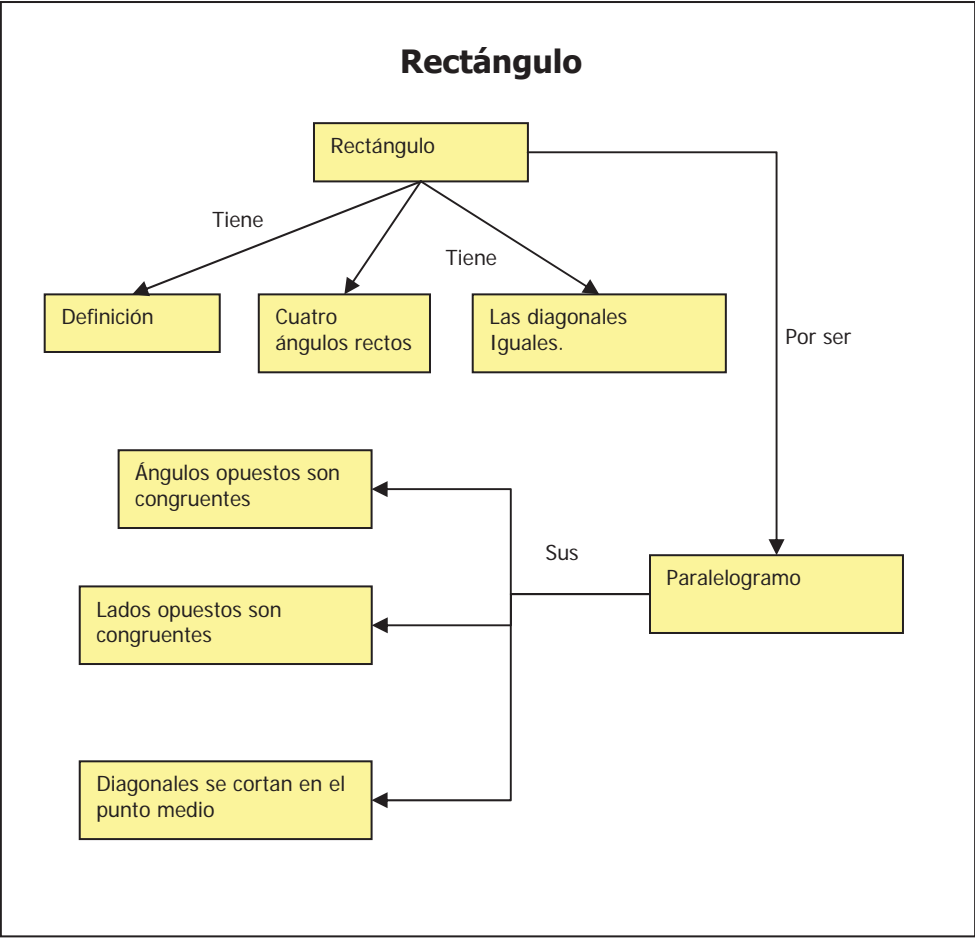 Rectángulo
Rectángulo
Tiene
Tiene
Definición
Cuatro
ángulos rectos
Las diagonales
Iguales.
Por ser
Ángulos opuestos son
congruentes
Sus
Paralelogramo
Lados opuestos son
congruentes
Diagonales se cortan en el
punto medio